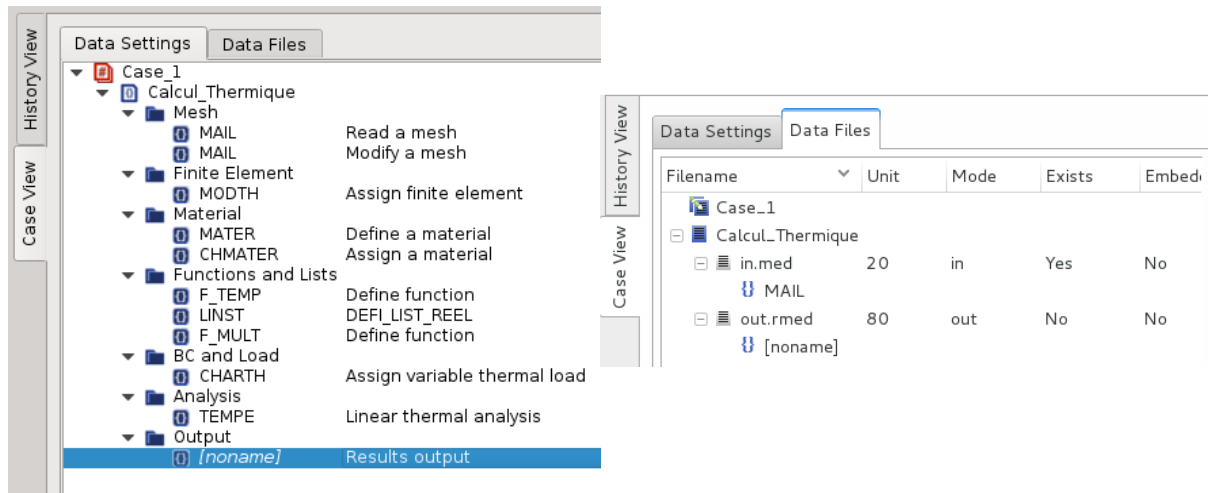 History View
Case View
Data Settings Data Files
Case_1
Calcul_Thermique
Mesh
MAIL Read a mesh
MAIL Modify a mesh
Finite Element
MODTH Assign finite element
Material
MATER Define a material
CHMATER Assign a material
Functions and Lists
F_TEMP Define function
LINST DEFI_LIST_REEL
F_MULT Define function
BC and Load
CHARTH Assign variable thermal load
Analysis
TEMPE Linear thermal analysis
Output
[noname] Results output
History View
Case View
Data Settings Data Files
Filename Unit Mode Exists
Case_1
Calcul_Thermique
in.med 20 in Yes No
MAIL
out.rmed 80 out No No
[noname]